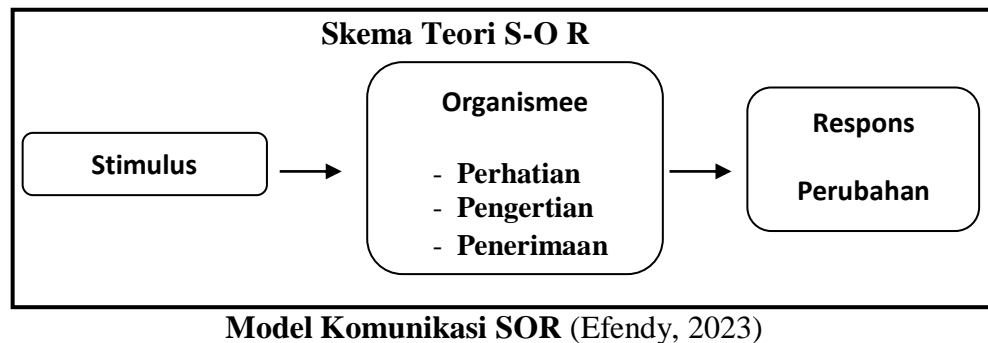 Skema Teori S-O R
Stimulus
Organismee
- Perhatian
- Pengertian
- Penerimaan
Respons
Perubahan
Model Komunikasi SOR (Efendy, 2023)